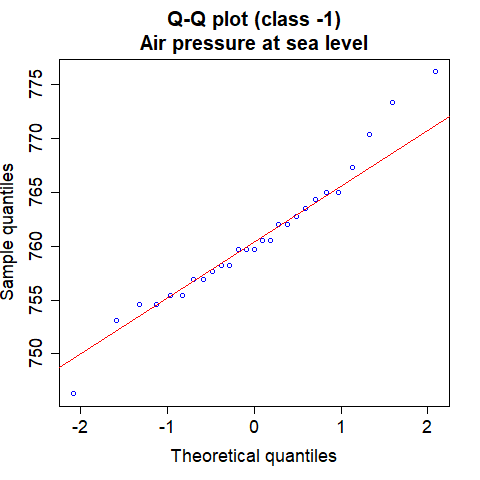 Q-Q plot (class -1)
Air pressure at sea level
Sample quantiles
775
770
765
760
755
750
-2
-1
0
1
2
Theoretical quantiles